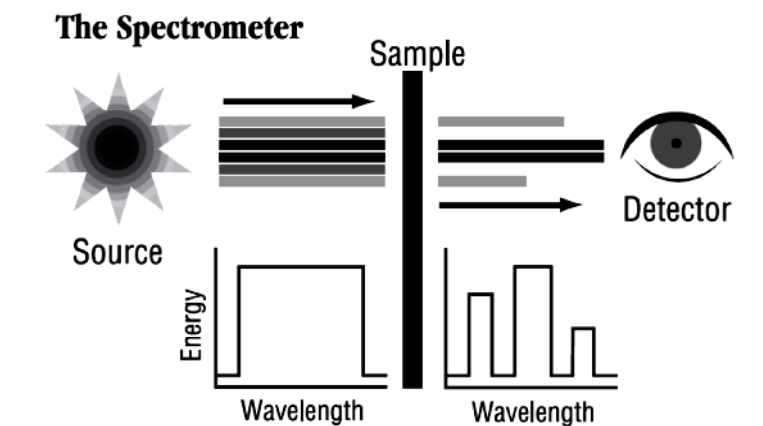 The Spectrometer
Sample
Source
Detector
Energy
Wavelength
Wavelength